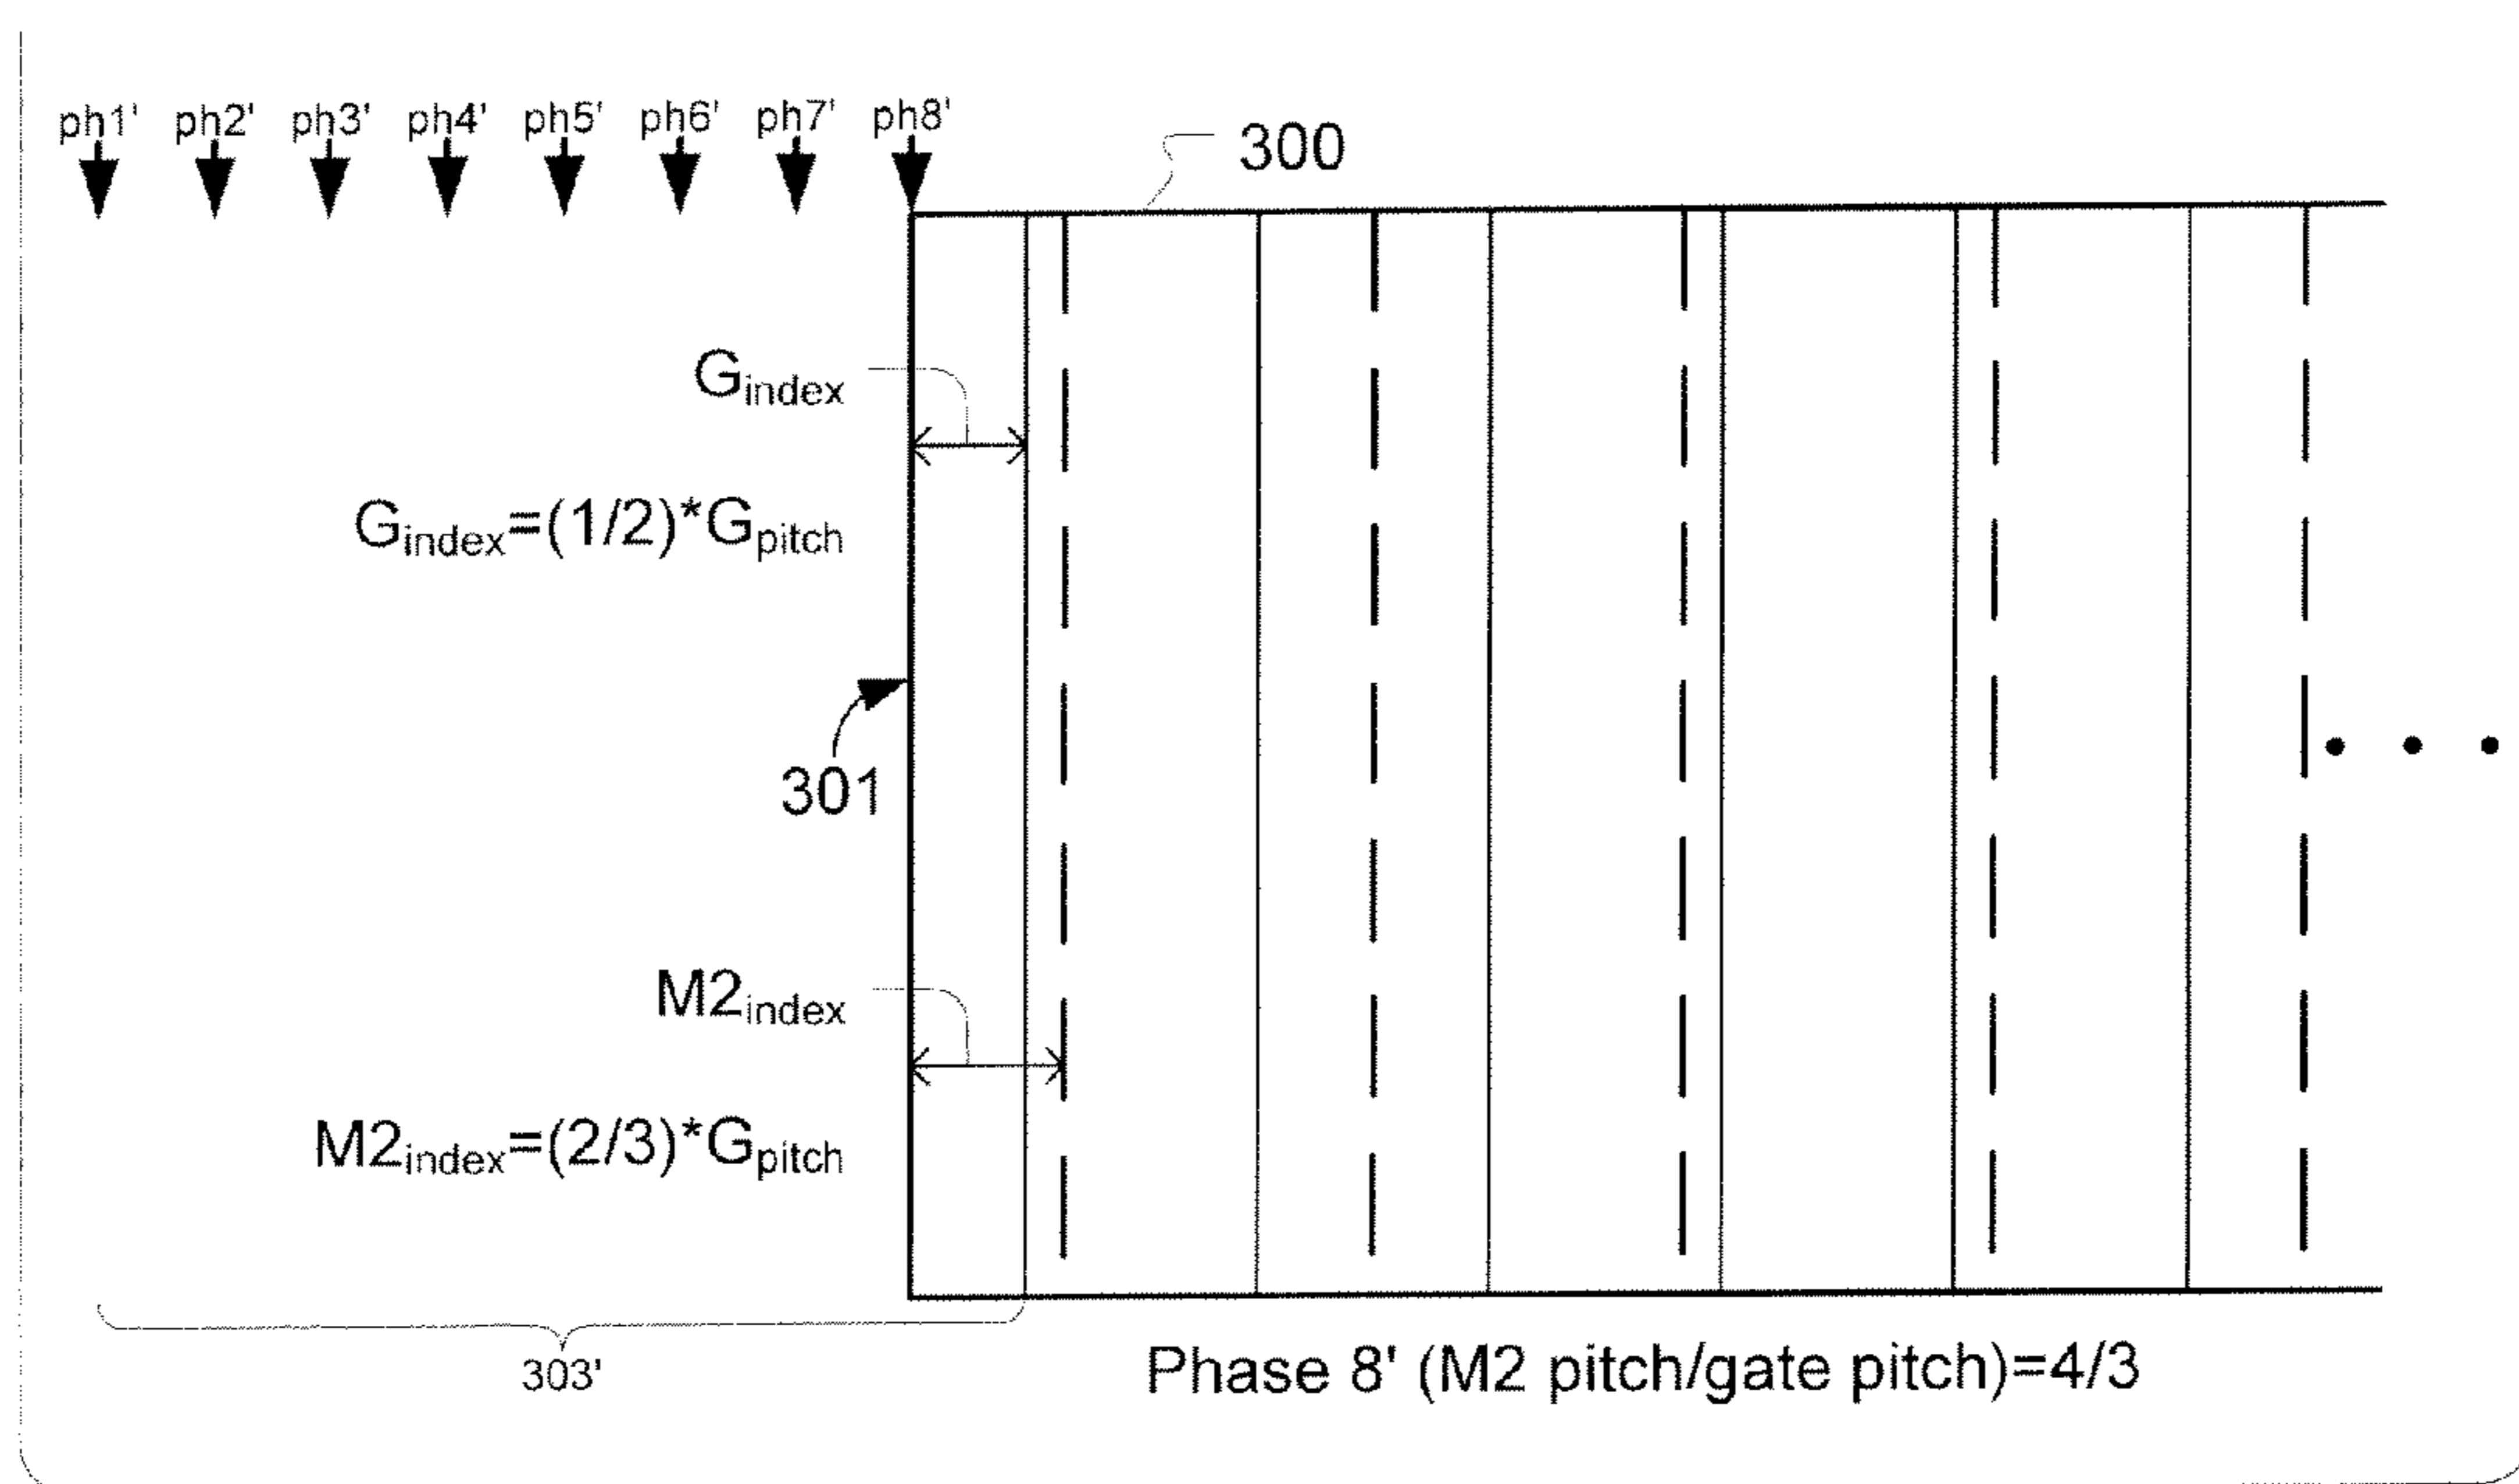 ph1' ph2' ph3' ph4' ph5' ph6' ph7' ph8'
300
Gindex
Gindex=(1/2)*Gpitch
301
M2index
M2index=(2/3)*Gpitch
303'
Phase 8' (M2 pitch/gate pitch)=4/3